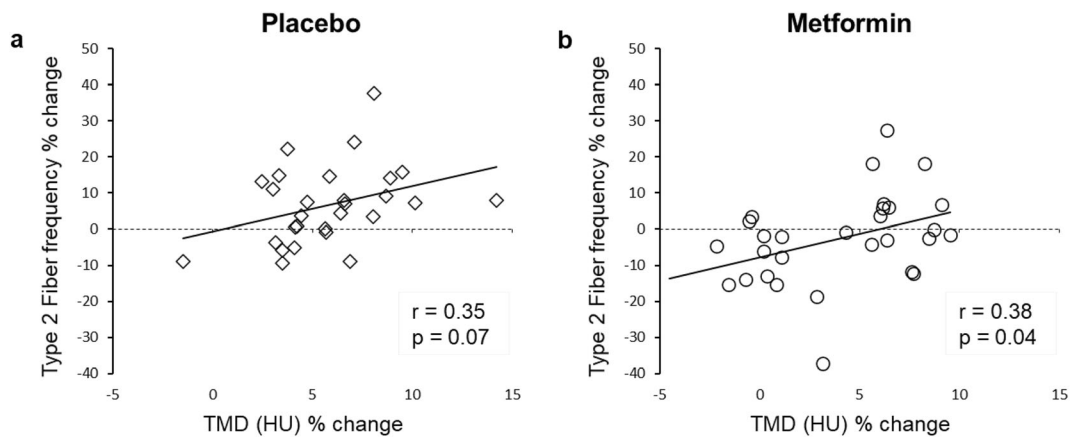 a
Placebo
Type 2 Fiber frequency % change
50
40
30
20
10
0
-10
-20
-30
-40
r = 0.35
p = 0.07
-5
0
5
10
15
TMD (HU) % change
b
Metformin
Type 2 Fiber frequency % change
50
40
30
20
10
0
-10
-20
-30
-40
r = 0.38
p = 0.04
-5
0
5
10
15
TMD (HU) % change